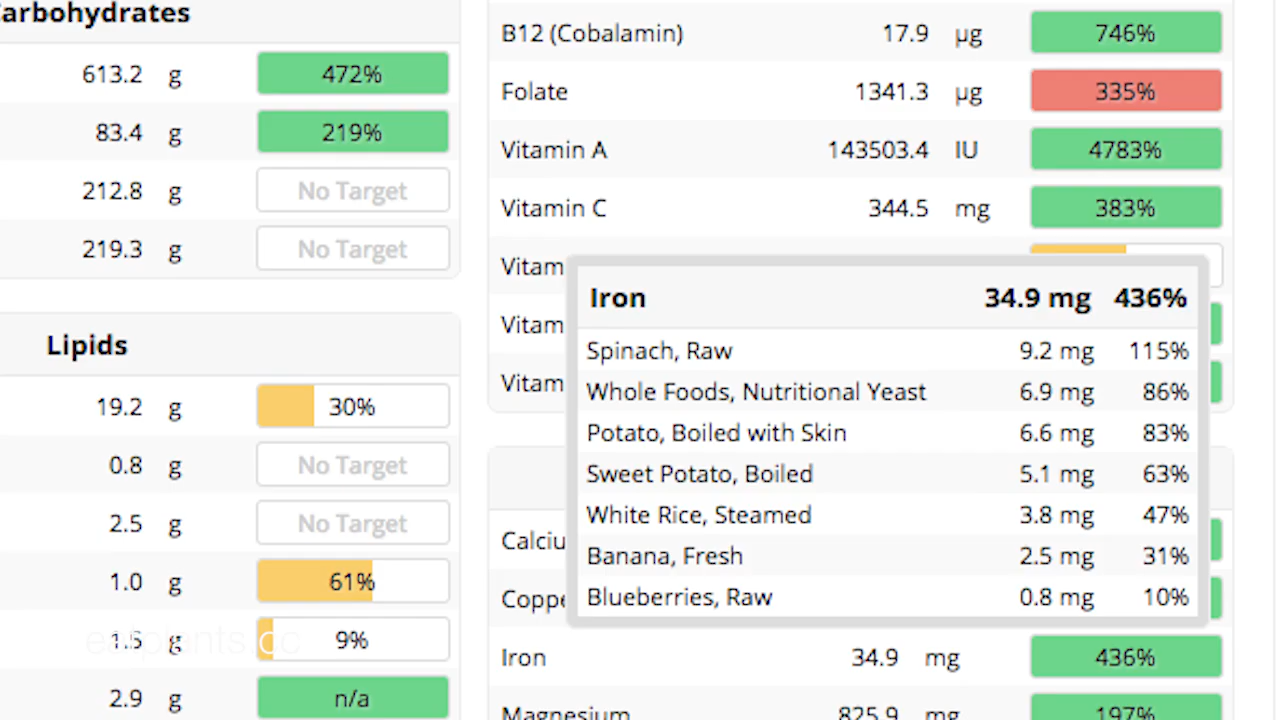 arbohydrates
613.2 g 472%
83.4 g 219%
212.8 g No Target
219.3 g No Target
Lipids
19.2 g 30%
0.8 g No Target
2.5 g No Target
1.0 g 61%
1.5 g 9%
2.9 g n/a
B12 (Cobalamin) 17.9 µg 746%
Folate 1341.3 µg 335%
Vitamin A 143503.4 IU 4783%
Vitamin C 344.5 mg 383%
Vitam
Vitam
Vitam
Iron 34.9 mg 436%
Spinach, Raw 9.2 mg 115%
Whole Foods, Nutritional Yeast 6.9 mg 86%
Potato, Boiled with Skin 6.6 mg 83%
Sweet Potato, Boiled 5.1 mg 63%
White Rice, Steamed 3.8 mg 47%
Banana, Fresh 2.5 mg 31%
Blueberries, Raw 0.8 mg 10%
Calciu
Coppe
Iron 34.9 mg 436%
Magnesium 825.9 mg 197%